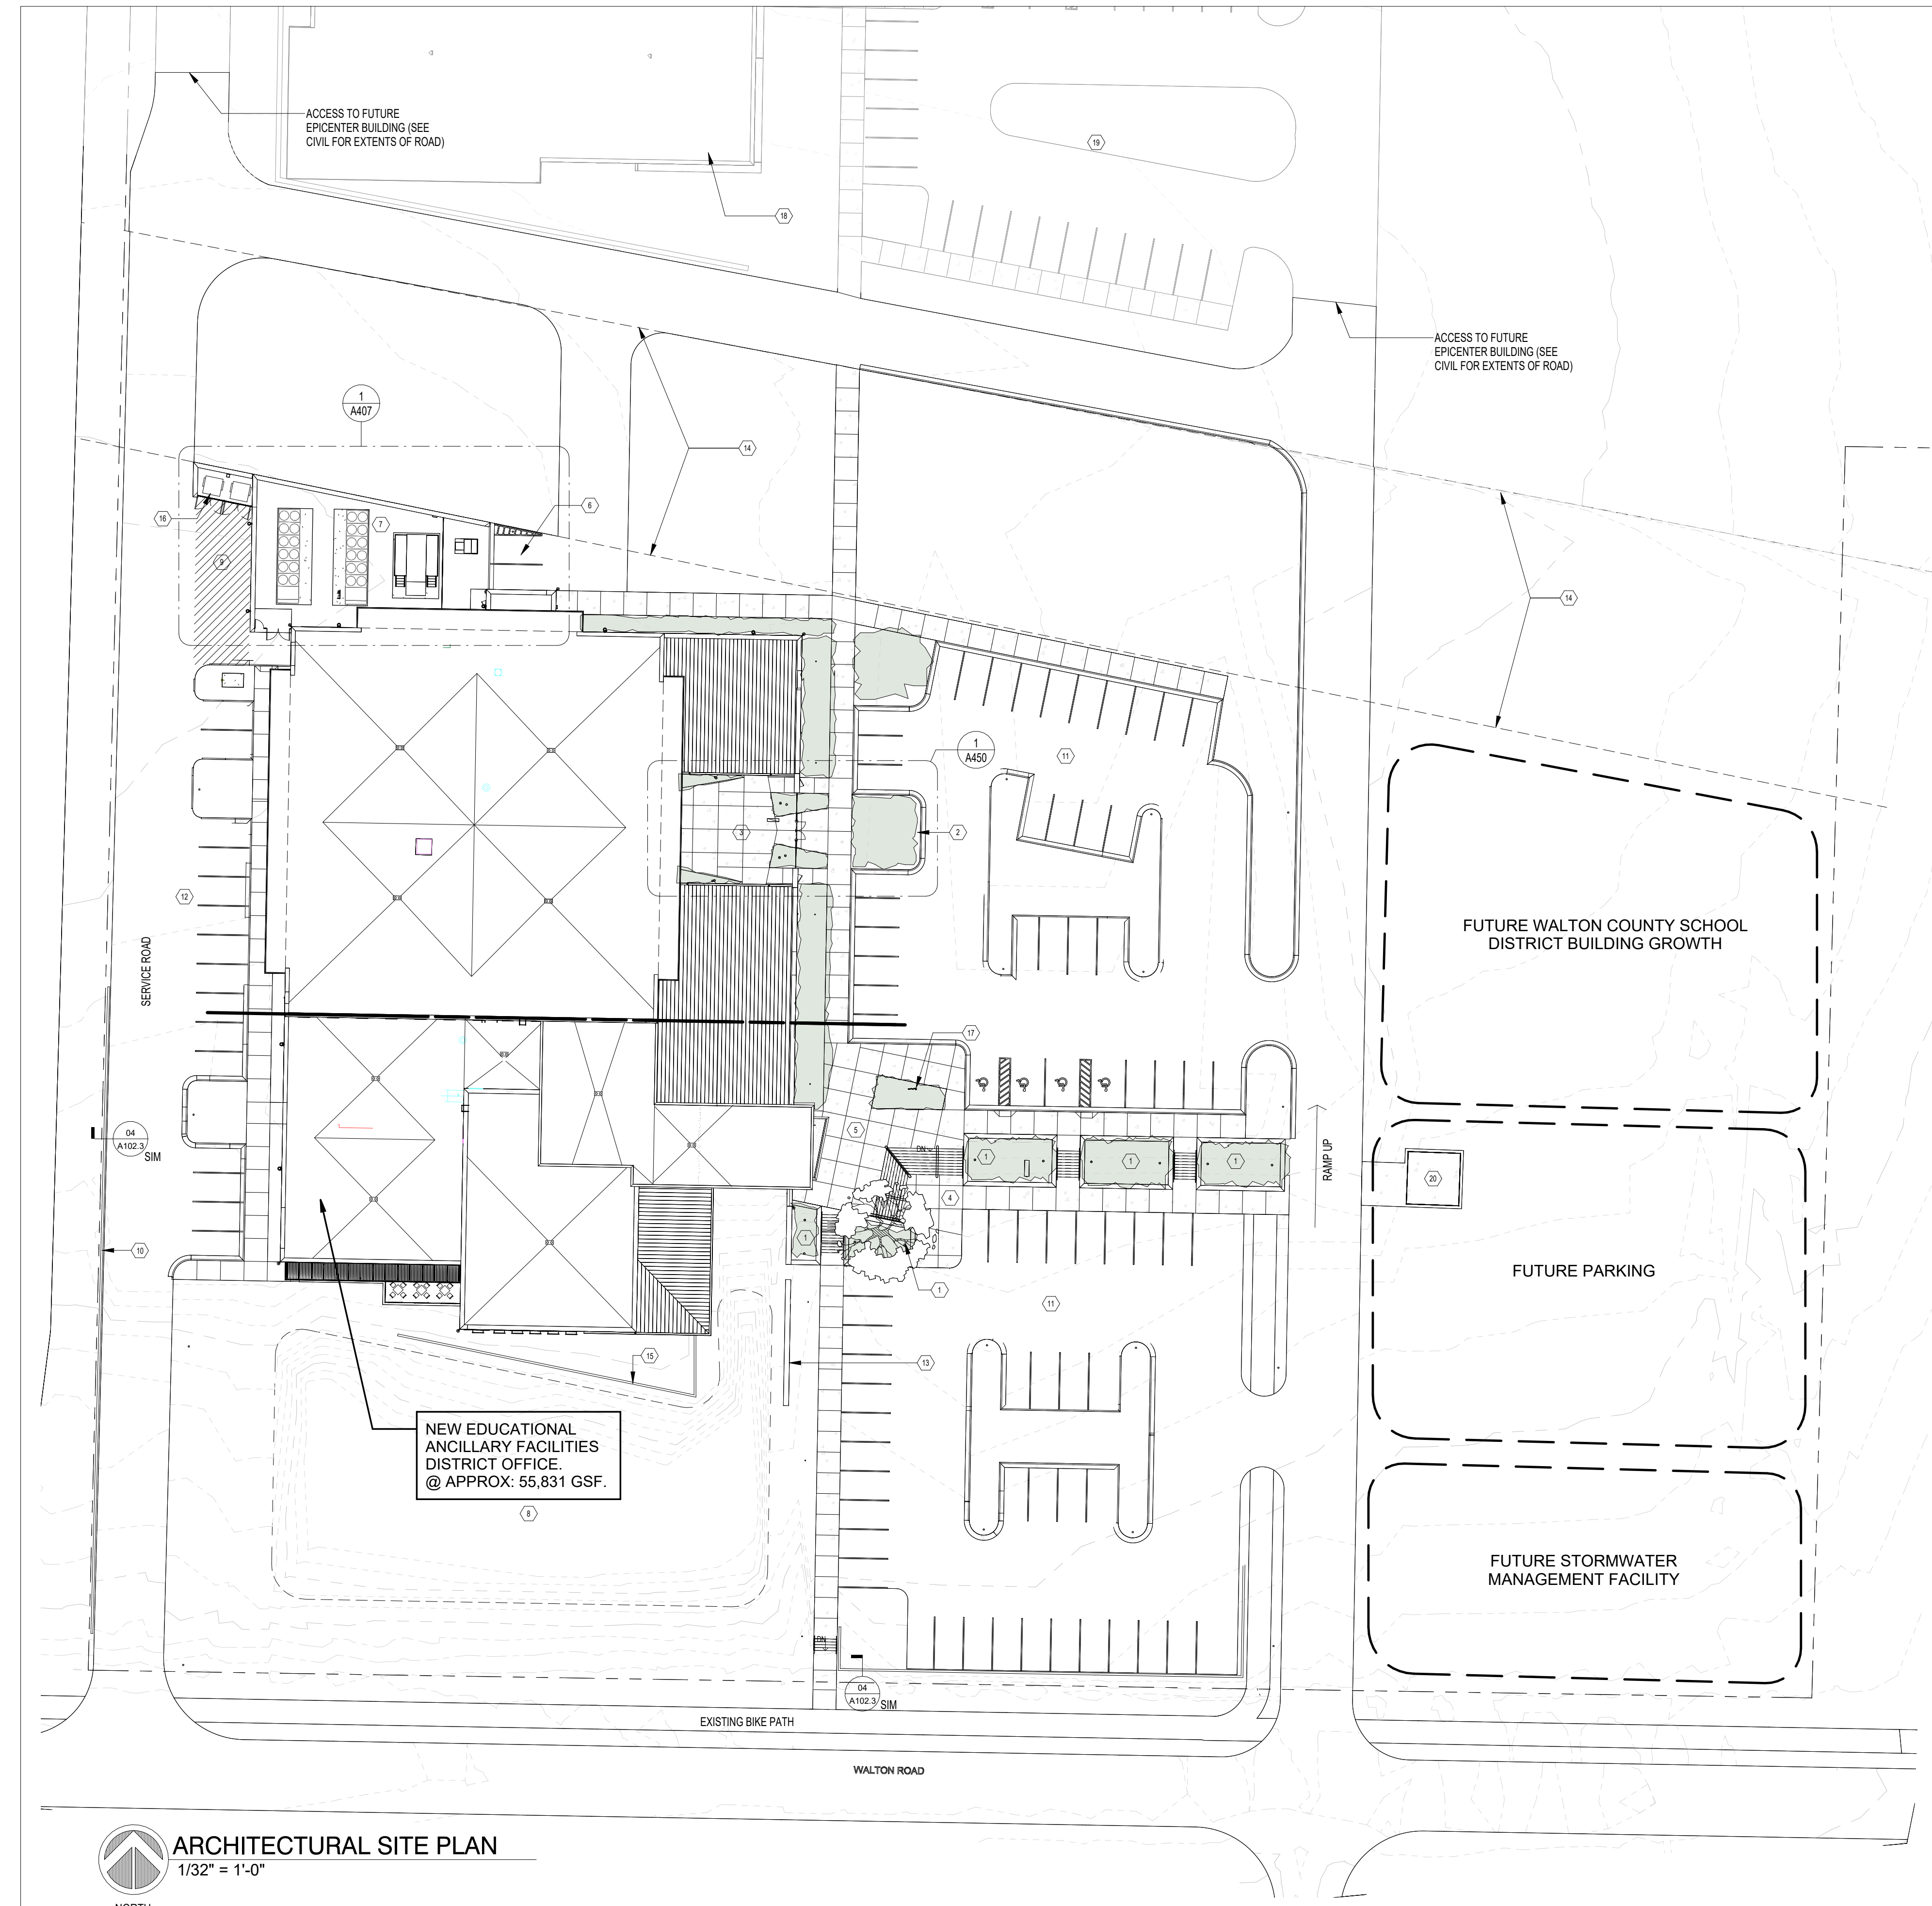 ACCESS TO FUTURE
EPICENTER BUILDING (SEE
CIVIL FOR EXTENTS OF ROAD)
19
18
ACCESS TO FUTURE
EPICENTER BUILDING (SEE
CIVIL FOR EXTENTS OF ROAD)
1
A407
14
6
16
7
9
14
1
A450
11
3
2
12
FUTURE WALTON COUNTY SCHOOL
DISTRICT BUILDING GROWTH
SERVICE ROAD
17
5
04
A102.3
SIM
DN
1
1
1
RAMP UP
20
4
1
10
1
11
FUTURE PARKING
15
13
NEW EDUCATIONAL
ANCILLARY FACILITIES
DISTRICT OFFICE.
@ APPROX: 55,831 GSF.
8
FUTURE STORMWATER
MANAGEMENT FACILITY
DN
04
A102.3
SIM
EXISTING BIKE PATH
WALTON ROAD
ARCHITECTURAL SITE PLAN
1/32" = 1'-0"
NORTH